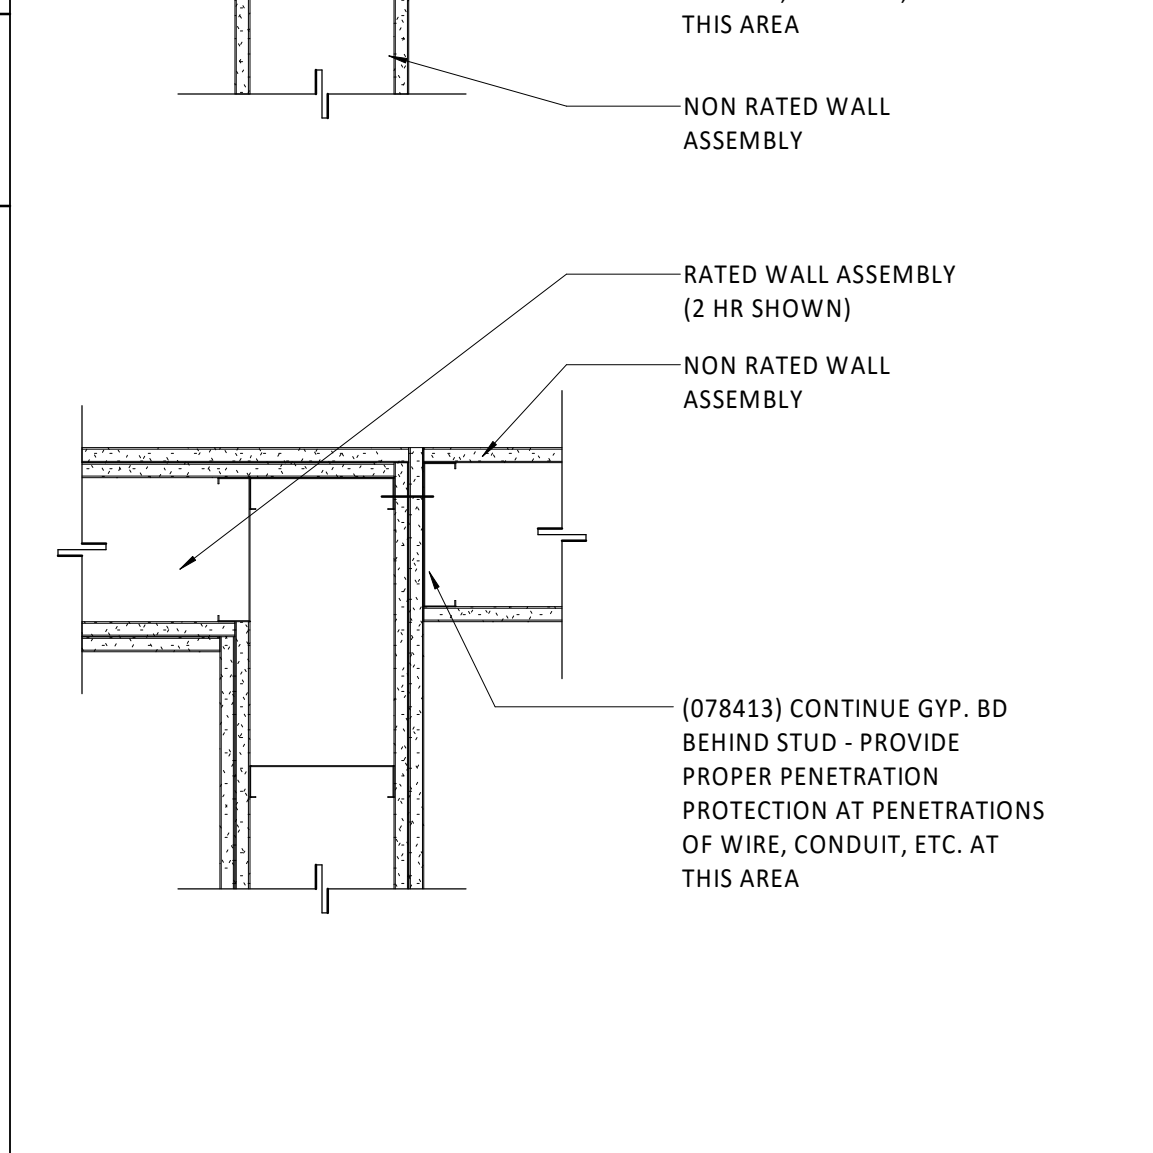 THIS AREA
NON RATED WALL
ASSEMBLY
RATED WALL ASSEMBLY
(2 HR SHOWN)
NON RATED WALL
ASSEMBLY
(078413) CONTINUE GYP. BD
BEHIND STUD - PROVIDE
PROPER PENETRATION
PROTECTION AT PENETRATIONS
OF WIRE, CONDUIT, ETC. AT
THIS AREA